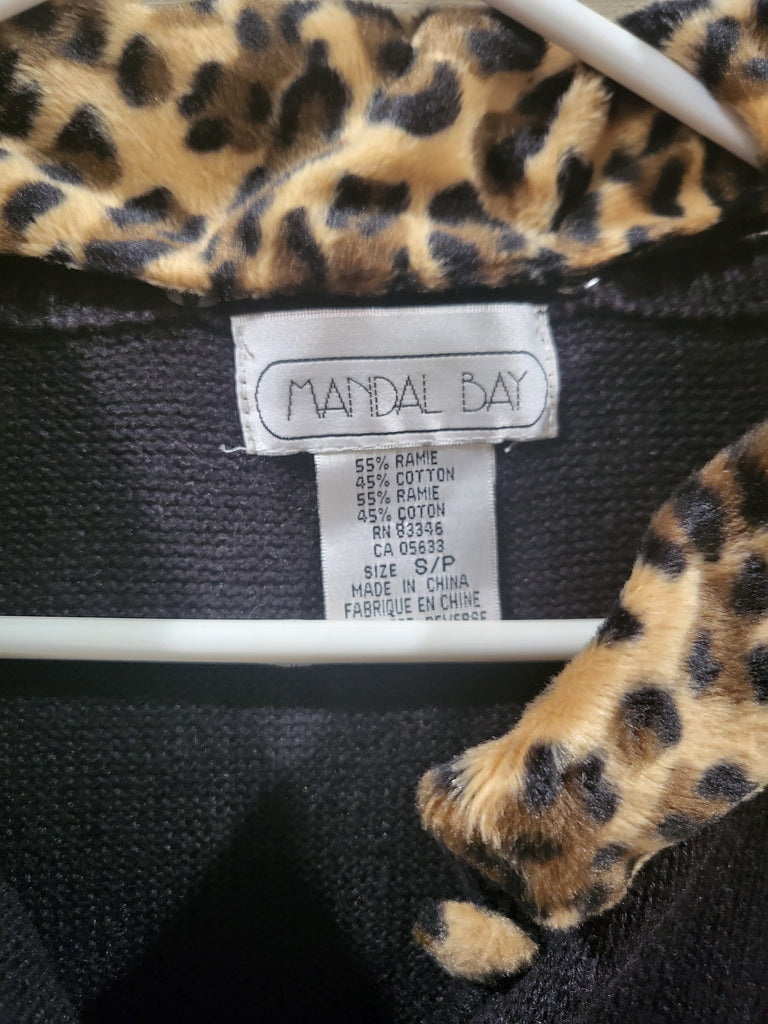 MANDAL BAY
55% RAMIE
45% COTTON
55% RAMIE
45% COTON
RN 83346
CA 05633
SIZE S/P
MADE IN CHINA
FABRIQUE EN CHINE
REVERSE